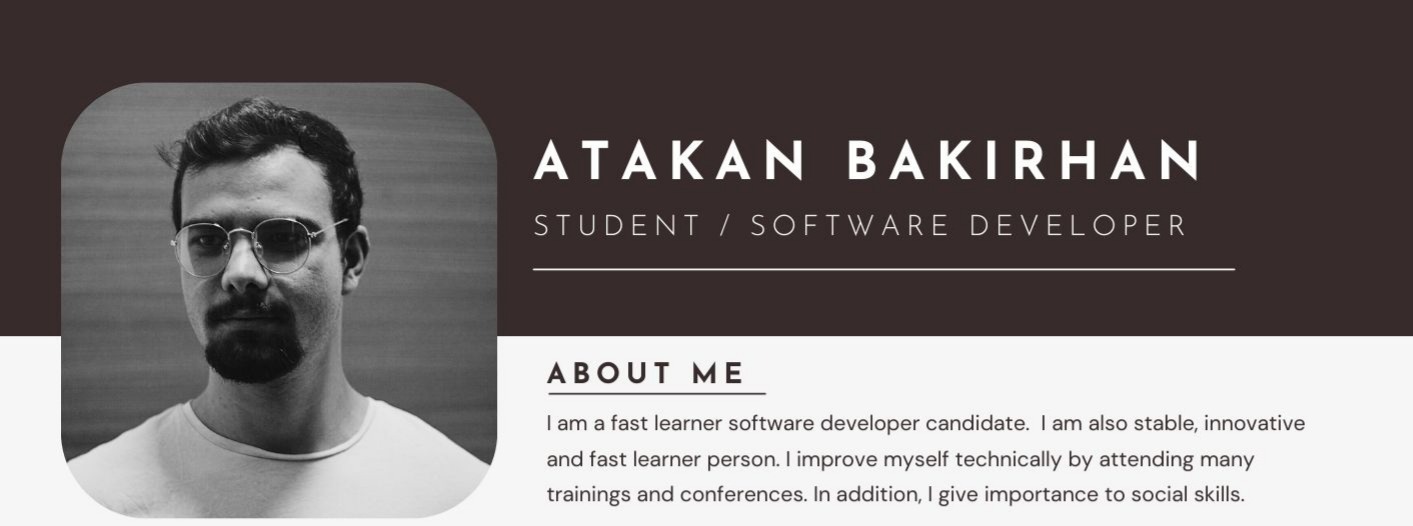 ATAKAN BAKIRHAN
STUDENT / SOFTWARE DEVELOPER
ABOUT ME
I am a fast learner software developer candidate.  I am also stable, innovative
and fast learner person. I improve myself technically by attending many
trainings and conferences. In addition, I give importance to social skills.